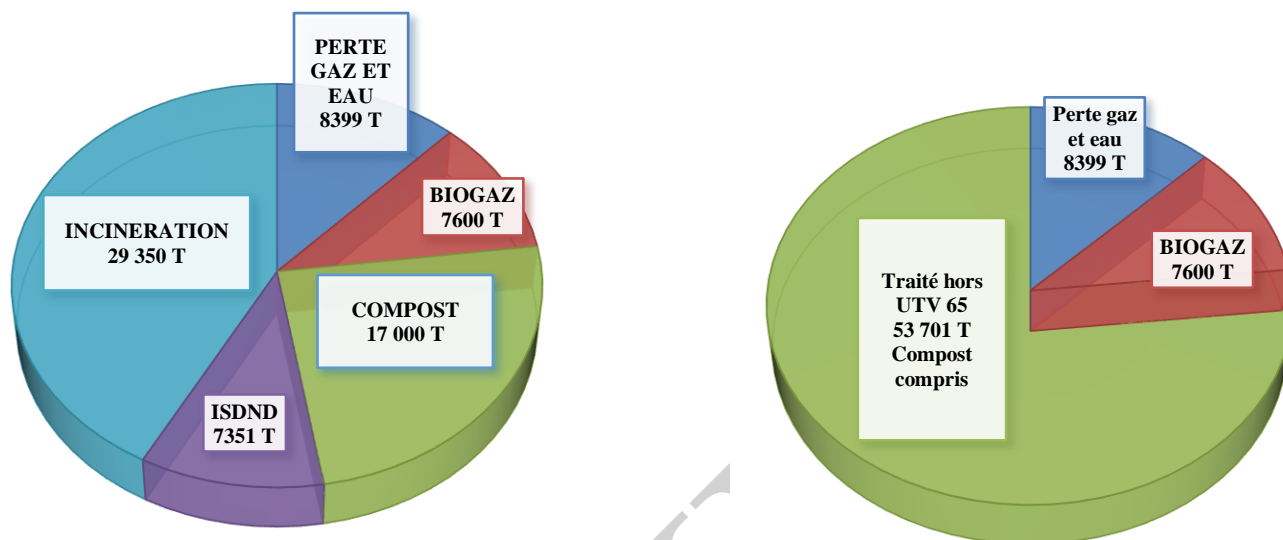 PERTE
GAZ ET
EAU
8399 T
BIOGAZ
7600 T
INCINERATION
29 350 T
COMPOST
17 000 T
ISDND
7351 T
Perte gaz
et eau
8399 T
BIOGAZ
7600 T
Traité hors
UTV 65
53 701 T
Compost
compris